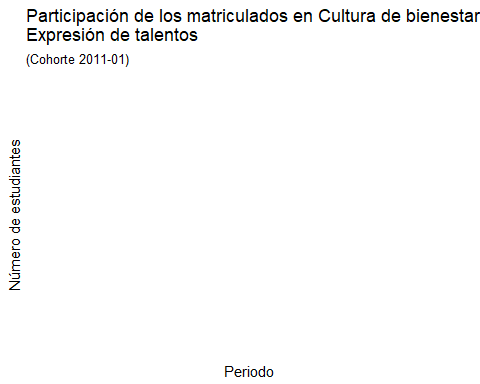 Participación de los matriculados en Cultura de bienestar
Expresión de talentos
(Cohorte 2011-01)
Número de estudiantes
Periodo